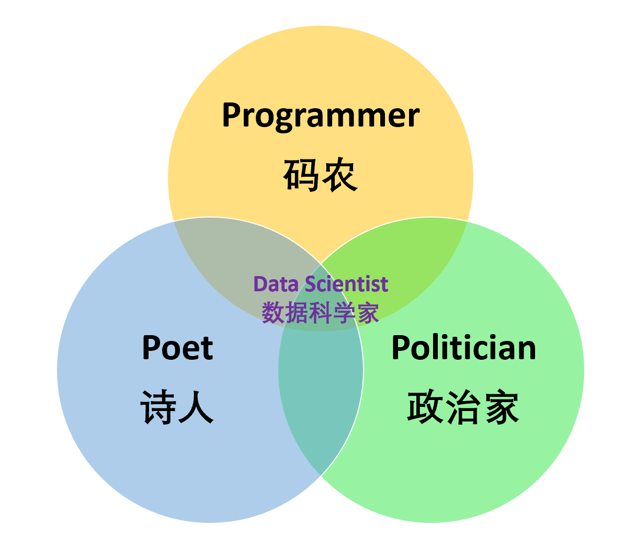 Programmer
码农
Data Scientist
数据科学家
Poet
诗人
Politician
政治家